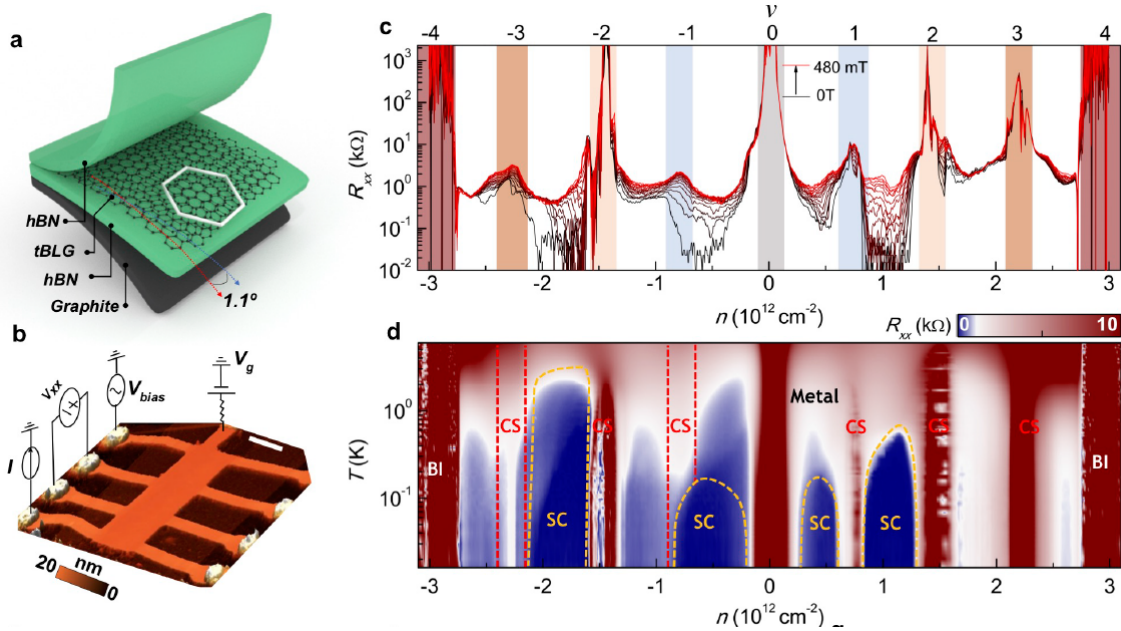 a
hBN
tBLG
hBN
Graphite
1.1º
b
I
Vxx
Vbias
Vg
nm
20
0
c
ν
-4 -3 -2 -1 0 1 2 3 4
Rxx (kΩ)
10³
10²
10¹
10⁰
10⁻¹
10⁻²
480 mT
0T
-3 -2 -1 0 1 2 3
n (10¹² cm⁻²)
Rxx (kΩ)
0 10
d
T (K)
10⁰
10⁻¹
BI
CS
SC
CS
CS
SC
Metal
SC
CS
SC
CS
CS
BI
-3 -2 -1 0 1 2 3
n (10¹² cm⁻²)